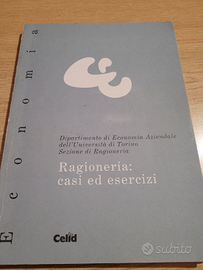 Economia
Dipartimento di Economia Aziendale
dell'Università di Torino
Sezione di Ragioneria
Ragioneria:
casi ed esercizi
Celid
subito